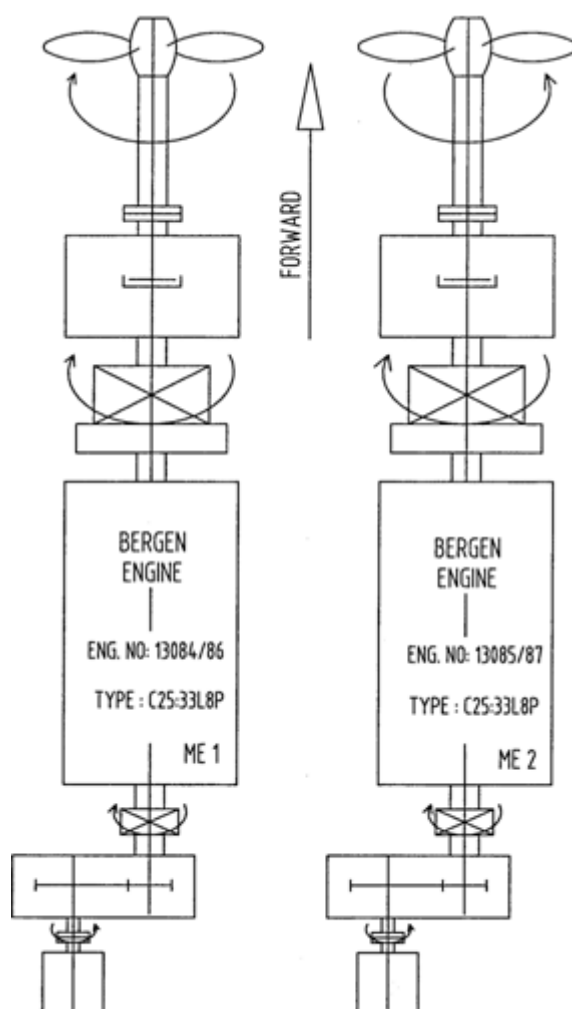 FORWARD
BERGEN
ENGINE
ENG. NO: 13084/86
TYPE : C25:33L8P
ME 1
BERGEN
ENGINE
ENG. NO: 13085/87
TYPE : C25:33L8P
ME 2